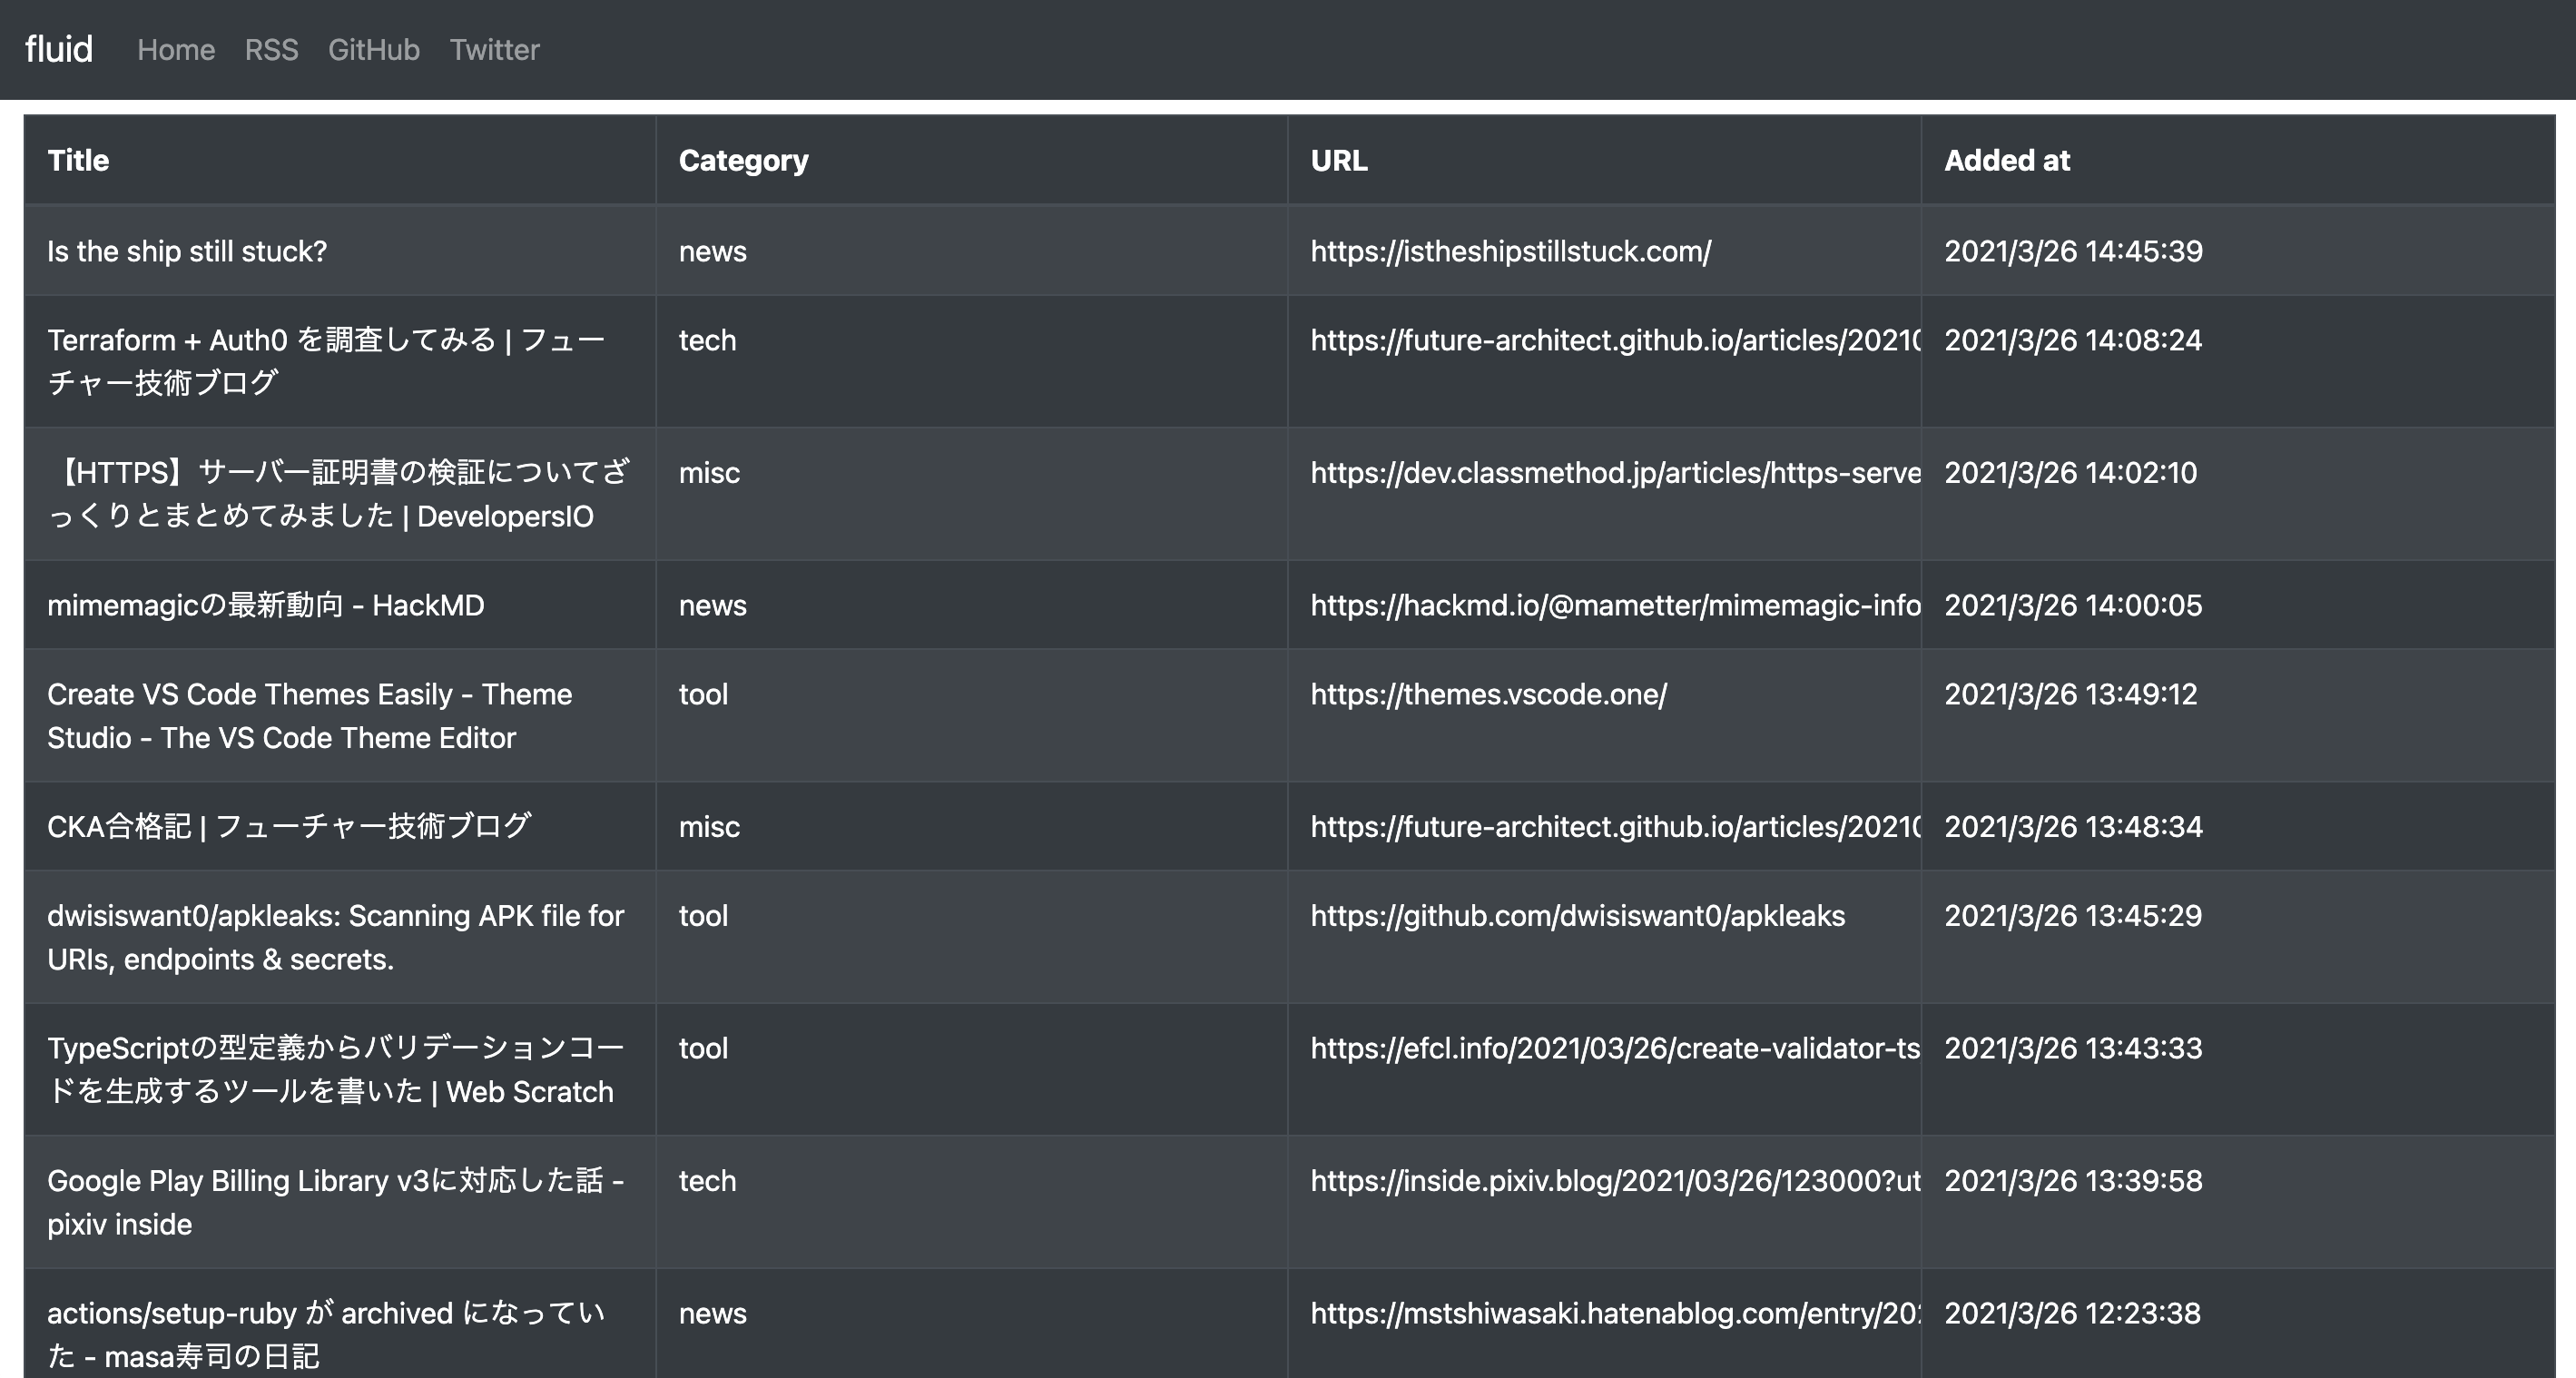 fluid Home RSS GitHub Twitter
Title Category URL Added at
Is the ship still stuck? news https://istheshipstillstuck.com/ 2021/3/26 14:45:39
Terraform + Auth0 を調査してみる | フュー tech https://future-architect.github.io/articles/20210 2021/3/26 14:08:24
チャー技術ブログ
【HTTPS】サーバー証明書の検証についてざ misc https://dev.classmethod.jp/articles/https-serve 2021/3/26 14:02:10
っくりとまとめてみました | DevelopersIO
mimemagicの最新動向 - HackMD news https://hackmd.io/@mametter/mimemagic-info 2021/3/26 14:00:05
Create VS Code Themes Easily - Theme tool https://themes.vscode.one/ 2021/3/26 13:49:12
Studio - The VS Code Theme Editor
CKA合格記 | フューチャー技術ブログ misc https://future-architect.github.io/articles/20210 2021/3/26 13:48:34
dwisiswant0/apkleaks: Scanning APK file for tool https://github.com/dwisiswant0/apkleaks 2021/3/26 13:45:29
URIs, endpoints & secrets.
TypeScriptの型定義からバリデーションコー tool https://efcl.info/2021/03/26/create-validator-ts 2021/3/26 13:43:33
ドを生成するツールを書いた | Web Scratch
Google Play Billing Library v3に対応した話 - tech https://inside.pixiv.blog/2021/03/26/123000?ut 2021/3/26 13:39:58
pixiv inside
actions/setup-ruby が archived になってい news https://mstshiwasaki.hatenablog.com/entry/202 2021/3/26 12:23:38
た - masa寿司の日記